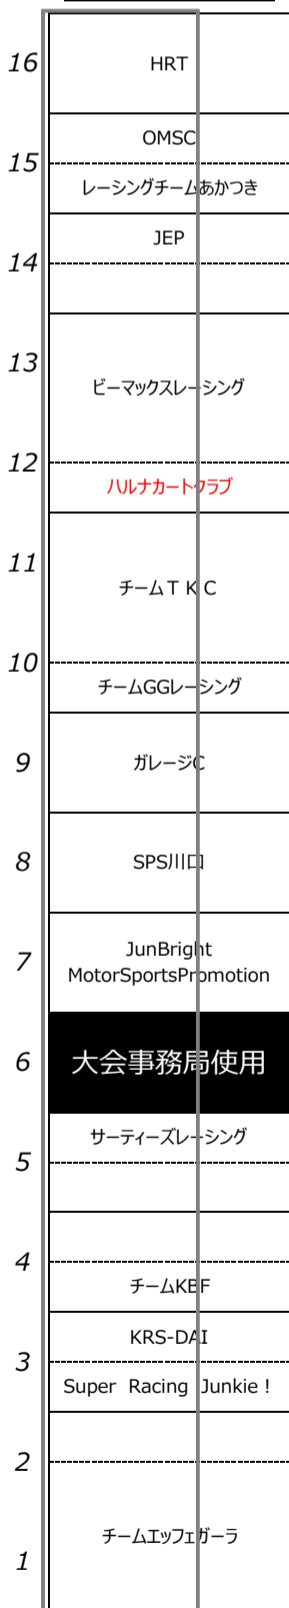 16
HRT
OMSC
15
レーシングチームあかつき
JEP
14
13
ビーマックスレーシング
12
ハルナカートクラブ
11
チームＴＫＣ
10
チームGGレーシング
9
ガレージC
8
SPS川口
7
JunBright
MotorSportsPromotion
6
大会事務局使用
サーティーズレーシング
5
4
チームKBF
KRS-DAI
3
Super Racing Junkie！
2
チームエッフェガーラ
1